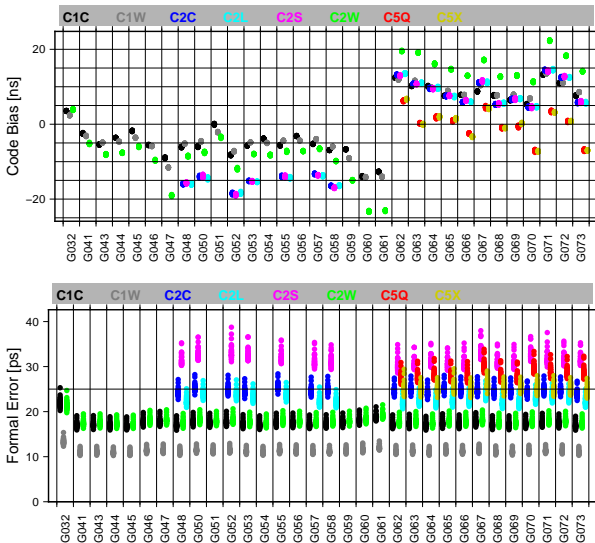 C1C C1W C2C C2L C2S C2W C5Q C5X
Code Bias [ns]
20
0
−20
G032 G041 G043 G044 G045 G046 G047 G048 G050 G051 G052 G053 G054 G055 G056 G057 G058 G059 G060 G061 G062 G063 G064 G065 G066 G067 G068 G069 G070 G071 G072 G073
C1C C1W C2C C2L C2S C2W C5Q C5X
Formal Error [ps]
40
30
20
10
0
G032 G041 G043 G044 G045 G046 G047 G048 G050 G051 G052 G053 G054 G055 G056 G057 G058 G059 G060 G061 G062 G063 G064 G065 G066 G067 G068 G069 G070 G071 G072 G073